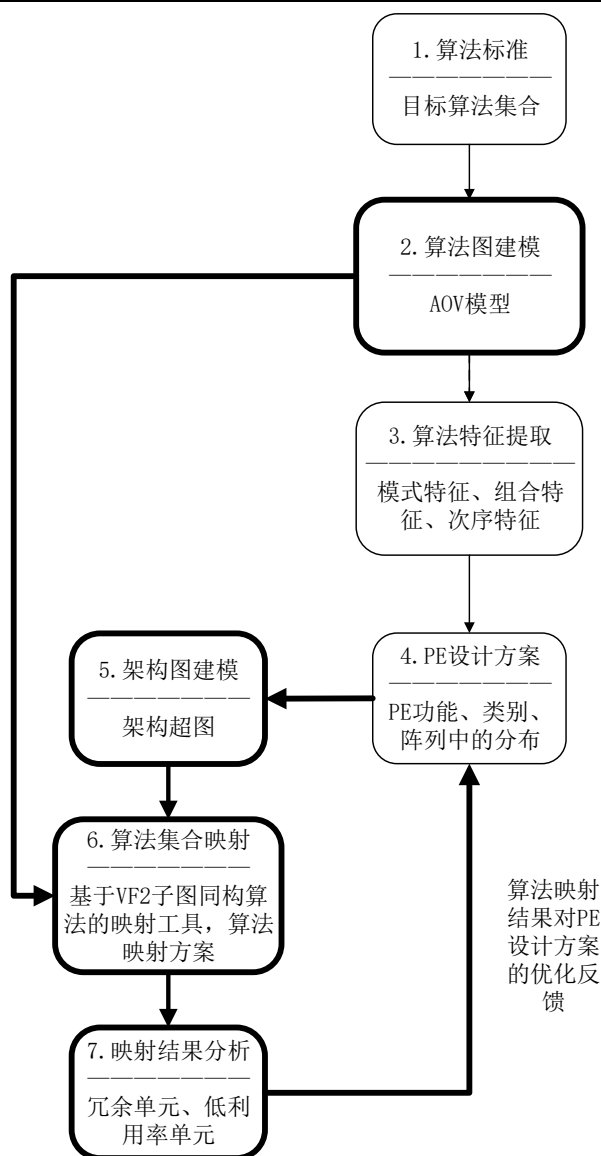 1.算法标准
目标算法集合
2.算法图建模
AOV模型
3.算法特征提取
模式特征、组合特
征、次序特征
4.PE设计方案
PE功能、类别、
阵列中的分布
5.架构图建模
架构超图
6.算法集合映射
基于VF2子图同构算
法的映射工具，算法
映射方案
7.映射结果分析
冗余单元、低利
用率单元
算法映射
结果对PE
设计方案
的优化反
馈